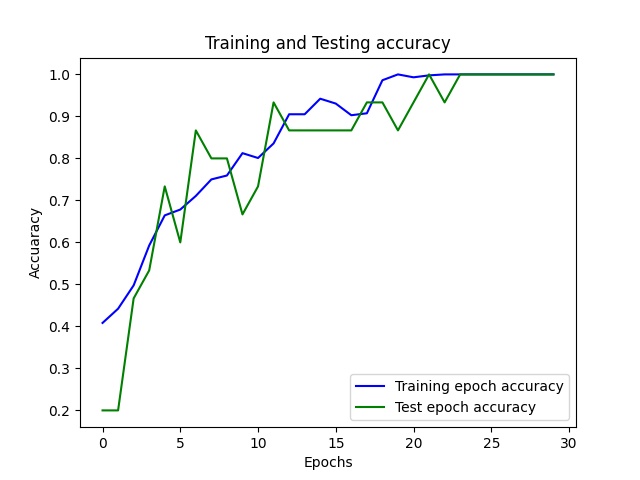 Training and Testing accuracy
1.0
0.9
0.8
0.7
0.6
0.5
0.4
0.3
0.2
Accuaracy
Training epoch accuracy
Test epoch accuracy
0 5 10 15 20 25 30
Epochs